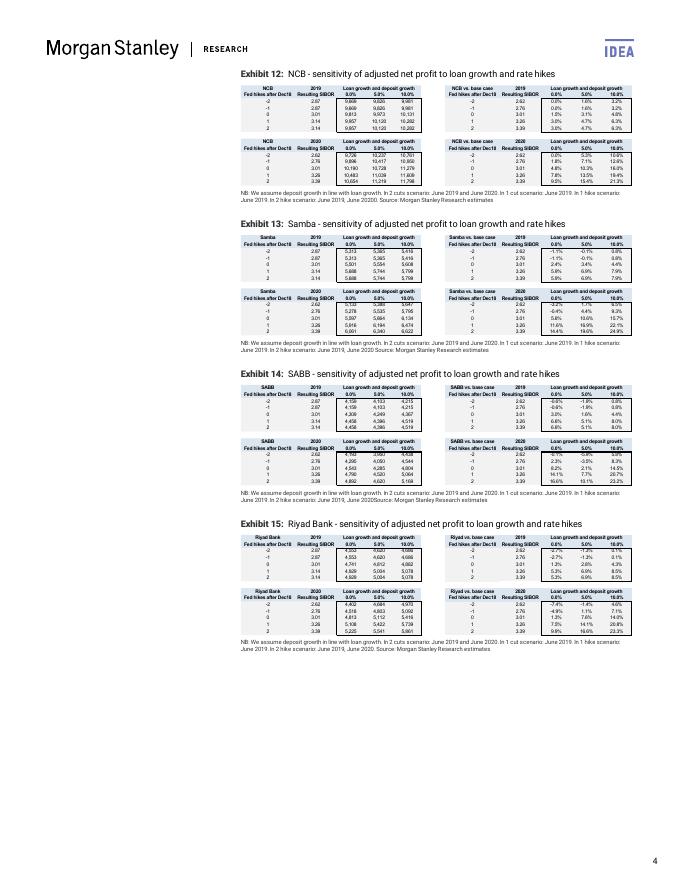 Morgan Stanley | RESEARCH
IDEA
Exhibit 12: NCB - sensitivity of adjusted net profit to loan growth and rate hikes
NCB 2019 Loan growth and deposit growth NCB vs. base case 2019 Loan growth and deposit growth
Fed hikes after Dec18 Resulting SIBOR 0.0% 5.0% 10.0% Fed hikes after Dec18 Resulting SIBOR 0.0% 5.0% 10.0%
-2 2.87 9,669 9,826 9,981 -2 2.62 0.0% 1.6% 3.2%
-1 2.87 9,669 9,826 9,981 -1 2.76 0.0% 1.6% 3.2%
0 3.01 9,813 9,973 10,131 0 3.01 1.5% 3.1% 4.8%
1 3.14 9,957 10,120 10,282 1 3.26 3.0% 4.7% 6.3%
2 3.14 9,957 10,120 10,282 2 3.39 3.0% 4.7% 6.3%
NCB 2020 Loan growth and deposit growth NCB vs. base case 2020 Loan growth and deposit growth
Fed hikes after Dec18 Resulting SIBOR 0.0% 5.0% 10.0% Fed hikes after Dec18 Resulting SIBOR 0.0% 5.0% 10.0%
-2 2.62 9,726 10,237 10,761 -2 2.62 0.0% 5.3% 10.6%
-1 2.76 9,896 10,417 10,950 -1 2.76 1.8% 7.1% 12.6%
0 3.01 10,190 10,728 11,279 0 3.01 4.8% 10.3% 16.0%
1 3.26 10,483 11,039 11,609 1 3.26 7.8% 13.5% 19.4%
2 3.39 10,654 11,219 11,798 2 3.39 9.5% 15.4% 21.3%
NB: We assume deposit growth in line with loan growth. In 2 cuts scenario: June 2019 and June 2020. In 1 cut scenario: June 2019. In 1 hike scenario:
June 2019. In 2 hike scenario: June 2019, June 20200. Source: Morgan Stanley Research estimates
Exhibit 13: Samba - sensitivity of adjusted net profit to loan growth and rate hikes
Samba 2019 Loan growth and deposit growth Samba vs. base case 2019 Loan growth and deposit growth
Fed hikes after Dec18 Resulting SIBOR 0.0% 5.0% 10.0% Fed hikes after Dec18 Resulting SIBOR 0.0% 5.0% 10.0%
-2 2.87 5,313 5,365 5,416 -2 2.62 -1.1% -0.1% 0.8%
-1 2.87 5,313 5,365 5,416 -1 2.76 -1.1% -0.1% 0.8%
0 3.01 5,501 5,554 5,608 0 3.01 2.4% 3.4% 4.4%
1 3.14 5,688 5,744 5,799 1 3.26 5.9% 6.9% 7.9%
2 3.14 5,688 5,744 5,799 2 3.39 5.9% 6.9% 7.9%
Samba 2020 Loan growth and deposit growth Samba vs. base case 2020 Loan growth and deposit growth
Fed hikes after Dec18 Resulting SIBOR 0.0% 5.0% 10.0% Fed hikes after Dec18 Resulting SIBOR 0.0% 5.0% 10.0%
-2 2.62 5,133 5,388 5,647 -2 2.62 -3.2% 1.7% 6.5%
-1 2.76 5,278 5,535 5,795 -1 2.76 -0.4% 4.4% 9.3%
0 3.01 5,597 5,864 6,134 0 3.01 5.6% 10.6% 15.7%
1 3.26 5,916 6,194 6,474 1 3.26 11.6% 16.9% 22.1%
2 3.39 6,061 6,340 6,622 2 3.39 14.4% 19.6% 24.9%
NB: We assume deposit growth in line with loan growth. In 2 cuts scenario: June 2019 and June 2020. In 1 cut scenario: June 2019. In 1 hike scenario:
June 2019. In 2 hike scenario: June 2019, June 2020 Source: Morgan Stanley Research estimates
Exhibit 14: SABB - sensitivity of adjusted net profit to loan growth and rate hikes
SABB 2019 Loan growth and deposit growth SABB vs. base case 2019 Loan growth and deposit growth
Fed hikes after Dec18 Resulting SIBOR 0.0% 5.0% 10.0% Fed hikes after Dec18 Resulting SIBOR 0.0% 5.0% 10.0%
-2 2.87 4,159 4,103 4,215 -2 2.62 -0.6% -1.9% 0.8%
-1 2.87 4,159 4,103 4,215 -1 2.76 -0.6% -1.9% 0.8%
0 3.01 4,309 4,249 4,367 0 3.01 3.0% 1.6% 4.4%
1 3.14 4,458 4,396 4,519 1 3.26 6.6% 5.1% 8.0%
2 3.14 4,458 4,396 4,519 2 3.39 6.6% 5.1% 8.0%
SABB 2020 Loan growth and deposit growth SABB vs. base case 2020 Loan growth and deposit growth
Fed hikes after Dec18 Resulting SIBOR 0.0% 5.0% 10.0% Fed hikes after Dec18 Resulting SIBOR 0.0% 5.0% 10.0%
-2 2.62 4,193 3,950 4,438 -2 2.62 -5.9% 5.8%
-1 2.76 4,295 4,050 4,544 -1 2.76 2.3% -3.5% 8.3%
0 3.01 4,543 4,285 4,804 0 3.01 8.2% 2.1% 14.5%
1 3.26 4,790 4,520 5,064 1 3.26 14.1% 7.7% 20.7%
2 3.39 4,892 4,620 5,169 2 3.39 16.6% 10.1% 23.2%
NB: We assume deposit growth in line with loan growth. In 2 cuts scenario: June 2019 and June 2020. In 1 cut scenario: June 2019. In 1 hike scenario:
June 2019. In 2 hike scenario: June 2019, June 2020Source: Morgan Stanley Research estimates
Exhibit 15: Riyad Bank - sensitivity of adjusted net profit to loan growth and rate hikes
Riyad Bank 2019 Loan growth and deposit growth Riyad vs. base case 2019 Loan growth and deposit growth
Fed hikes after Dec18 Resulting SIBOR 0.0% 5.0% 10.0% Fed hikes after Dec18 Resulting SIBOR 0.0% 5.0% 10.0%
-2 2.87 4,553 4,620 4,686 -2 2.62 -2.7% -1.3% 0.1%
-1 2.87 4,553 4,620 4,686 -1 2.76 -2.7% -1.3% 0.1%
0 3.01 4,741 4,812 4,882 0 3.01 1.3% 2.8% 4.3%
1 3.14 4,929 5,004 5,078 1 3.26 5.3% 6.9% 8.5%
2 3.14 4,929 5,004 5,078 2 3.39 5.3% 6.9% 8.5%
Riyad Bank 2020 Loan growth and deposit growth Riyad vs. base case 2020 Loan growth and deposit growth
Fed hikes after Dec18 Resulting SIBOR 0.0% 5.0% 10.0% Fed hikes after Dec18 Resulting SIBOR 0.0% 5.0% 10.0%
-2 2.62 4,402 4,684 4,970 -2 2.62 -7.4% -1.4% 4.6%
-1 2.76 4,518 4,803 5,092 -1 2.76 -4.9% 1.1% 7.1%
0 3.01 4,813 5,112 5,416 0 3.01 1.3% 7.6% 14.0%
1 3.26 5,108 5,422 5,739 1 3.26 7.5% 14.1% 20.8%
2 3.39 5,225 5,541 5,861 2 3.39 9.9% 16.6% 23.3%
NB: We assume deposit growth in line with loan growth. In 2 cuts scenario: June 2019 and June 2020. In 1 cut scenario: June 2019. In 1 hike scenario:
June 2019. In 2 hike scenario: June 2019, June 2020. Source: Morgan Stanley Research estimates
4